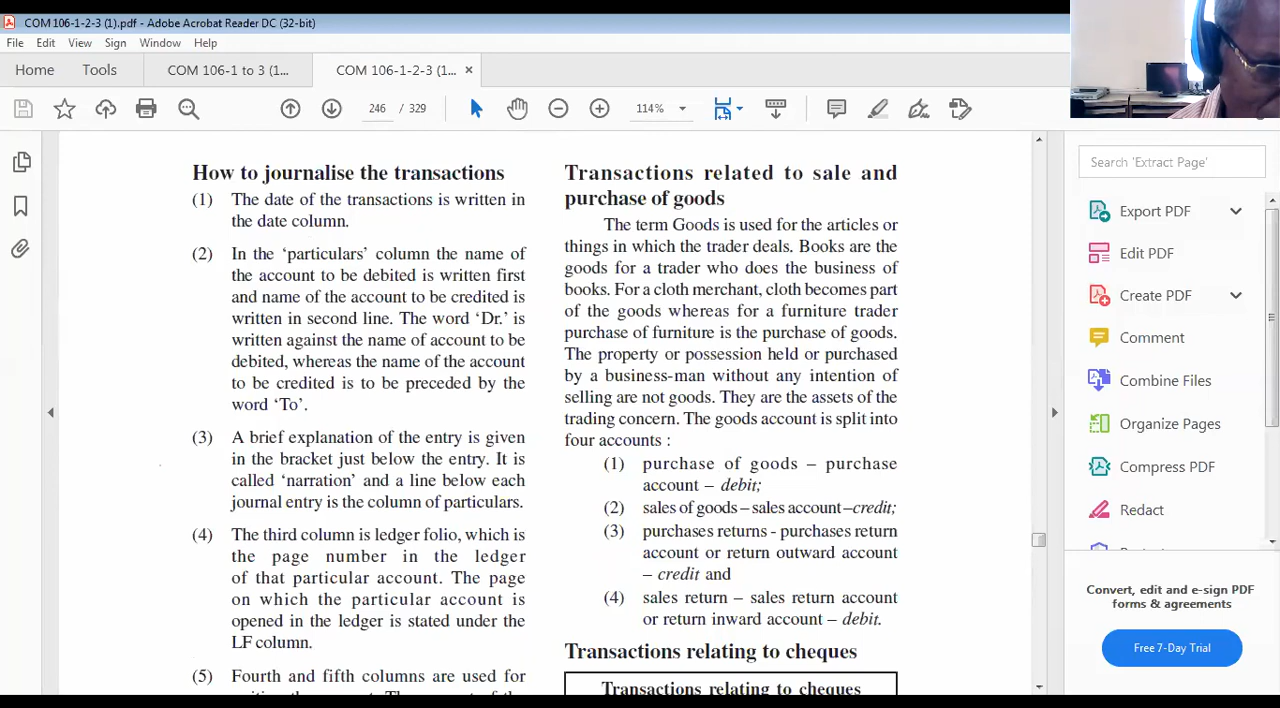 COM 106-1-2-3 (1).pdf - Adobe Acrobat Reader DC (32-bit)
File Edit View Sign Window Help
Home Tools COM 106-1 to 3 (1... COM 106-1-2-3 (1... ×
246 / 329 114%
How to journalise the transactions
(1) The date of the transactions is written in
the date column.
(2) In the ‘particulars’ column the name of
the account to be debited is written first
and name of the account to be credited is
written in second line. The word ‘Dr.’ is
written against the name of account to be
debited, whereas the name of the account
to be credited is to be preceded by the
word ‘To’.
(3) A brief explanation of the entry is given
in the bracket just below the entry. It is
called ‘narration’ and a line below each
journal entry is the column of particulars.
(4) The third column is ledger folio, which is
the page number in the ledger
of that particular account. The page
on which the particular account is
opened in the ledger is stated under the
LF column.
(5) Fourth and fifth columns are used for
Transactions related to sale and
purchase of goods
The term Goods is used for the articles or
things in which the trader deals. Books are the
goods for a trader who does the business of
books. For a cloth merchant, cloth becomes part
of the goods whereas for a furniture trader
purchase of furniture is the purchase of goods.
The property or possession held or purchased
by a business-man without any intention of
selling are not goods. They are the assets of the
trading concern. The goods account is split into
four accounts :
(1) purchase of goods – purchase
account – debit;
(2) sales of goods – sales account –credit;
(3) purchases returns - purchases return
account or return outward account
– credit and
(4) sales return – sales return account
or return inward account – debit.
Transactions relating to cheques
Transactions relating to cheques
Search 'Extract Page'
Export PDF
Edit PDF
Create PDF
Comment
Combine Files
Organize Pages
Compress PDF
Redact
Convert, edit and e-sign PDF
forms & agreements
Free 7-Day Trial